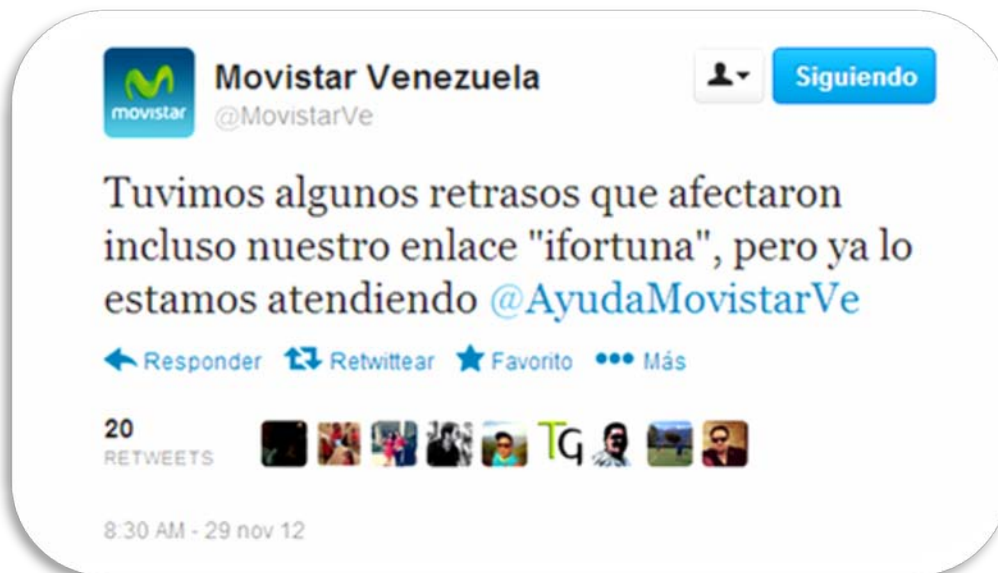 movistar
Movistar Venezuela
@MovistarVe
Siguiendo
Tuvimos algunos retrasos que afectaron
incluso nuestro enlace "ifortuna", pero ya lo
estamos atendiendo @AyudaMovistarVe
Responder Retwittear Favorito Más
20
RETWEETS
TG
8:30 AM - 29 nov 12